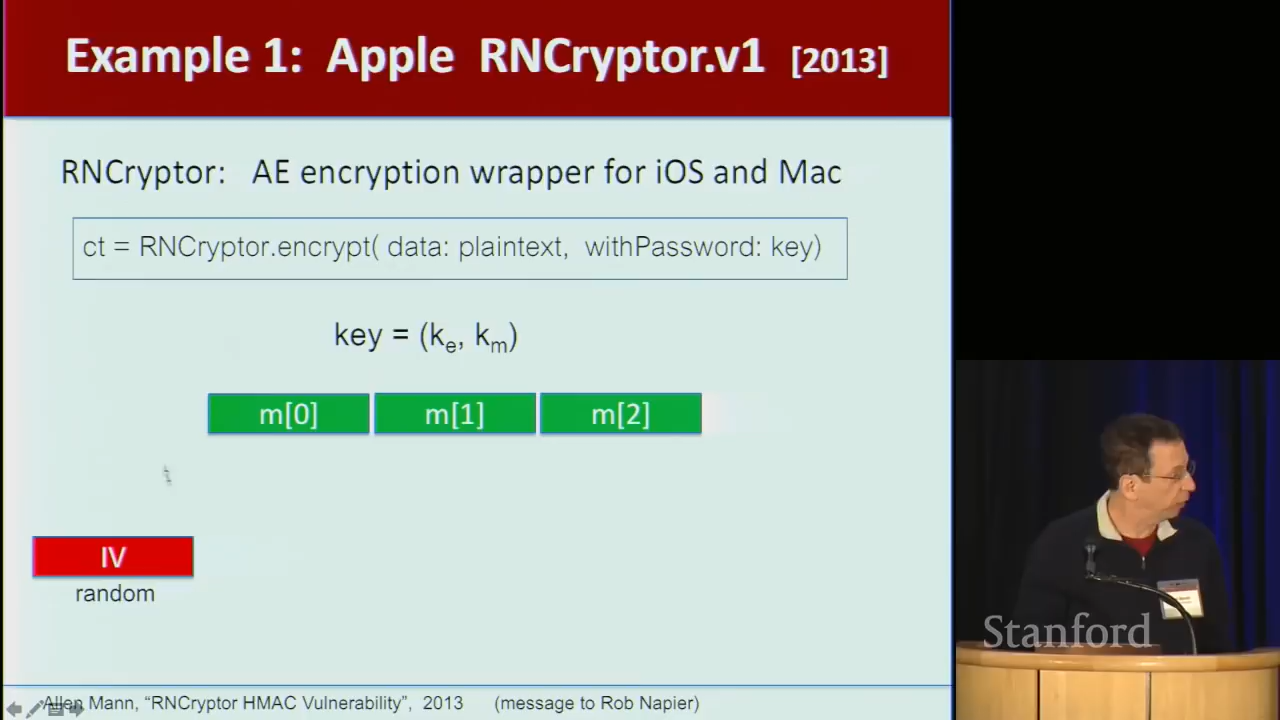 Example 1: Apple RNCryptor.v1 [2013]
RNCryptor: AE encryption wrapper for iOS and Mac
ct = RNCryptor.encrypt( data: plaintext, withPassword: key)
key = (ke, km)
m[0] m[1] m[2]
IV
random
Allen Mann, “RNCryptor HMAC Vulnerability”, 2013 (message to Rob Napier)
Stanford